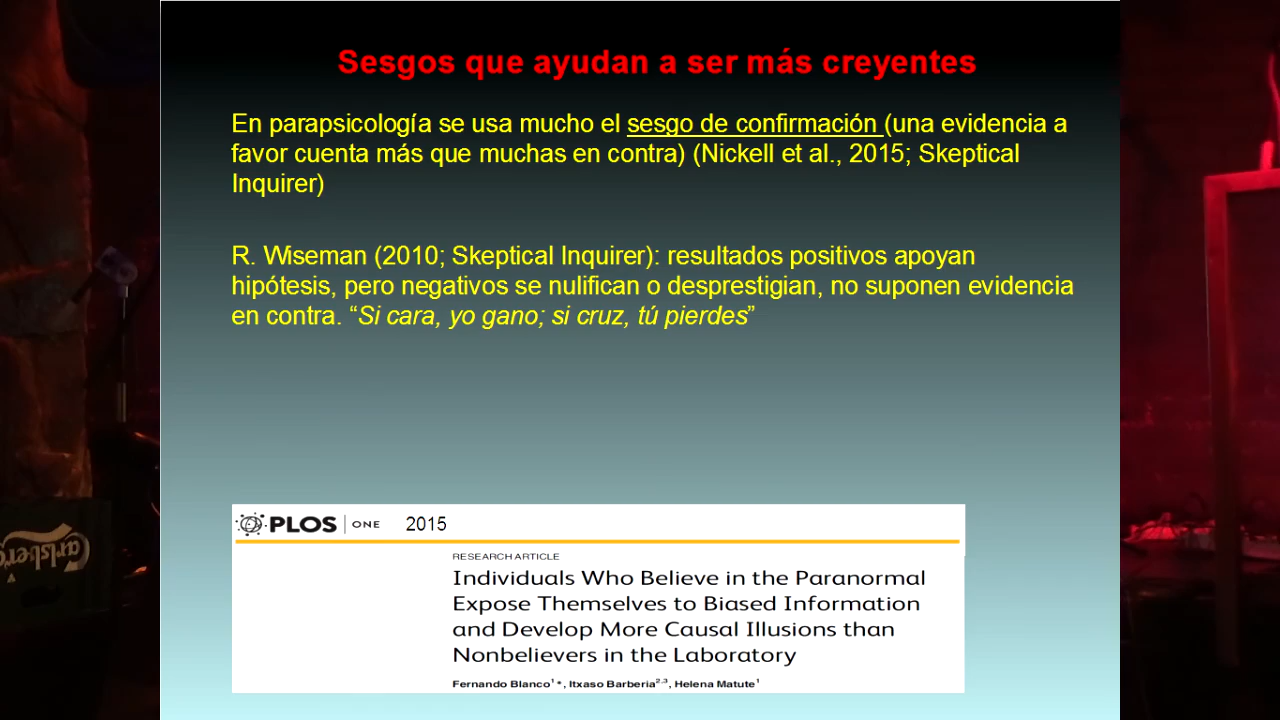 Sesgos que ayudan a ser más creyentes
En parapsicología se usa mucho el sesgo de confirmación (una evidencia a
favor cuenta más que muchas en contra) (Nickell et al., 2015; Skeptical
Inquirer)
R. Wiseman (2010; Skeptical Inquirer): resultados positivos apoyan
hipótesis, pero negativos se nulifican o desprestigian, no suponen evidencia
en contra. “Si cara, yo gano; si cruz, tú pierdes”
PLOS | ONE 2015
RESEARCH ARTICLE
Individuals Who Believe in the Paranormal
Expose Themselves to Biased Information
and Develop More Causal Illusions than
Nonbelievers in the Laboratory
Fernando Blanco1*, Itxaso Barberia2,3, Helena Matute1
Carlsberg